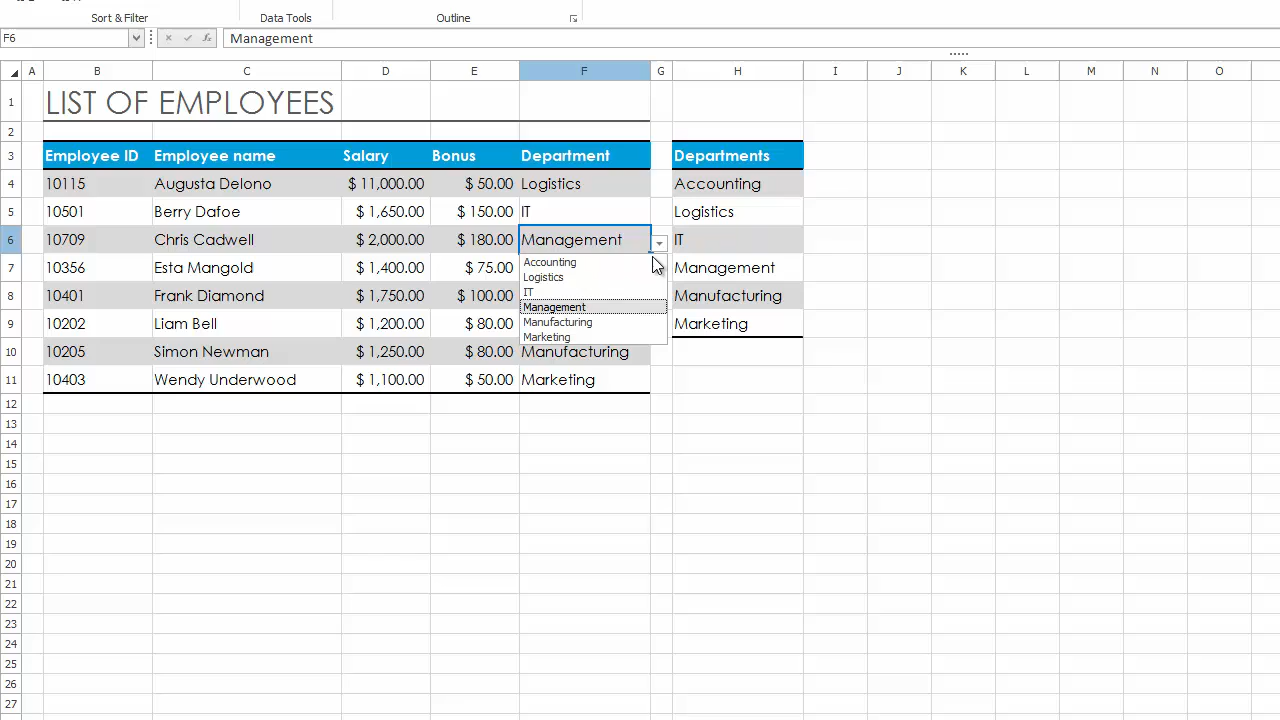 Sort & Filter Data Tools Outline
F6 fx Management
A B C D E F G H I J K L M N O
1 LIST OF EMPLOYEES
2
3 Employee ID Employee name Salary Bonus Department Departments
4 10115 Augusta Delono $ 11,000.00 $ 50.00 Logistics Accounting
5 10501 Berry Dafoe $ 1,650.00 $ 150.00 IT Logistics
6 10709 Chris Cadwell $ 2,000.00 $ 180.00 Management IT
Accounting
7 10356 Esta Mangold $ 1,400.00 $ 75.00 Logistics Management
IT
8 10401 Frank Diamond $ 1,750.00 $ 100.00 Management Manufacturing
9 10202 Liam Bell $ 1,200.00 $ 80.00 Manufacturing Marketing
Marketing
10 10205 Simon Newman $ 1,250.00 $ 80.00 Manufacturing
11 10403 Wendy Underwood $ 1,100.00 $ 50.00 Marketing
12
13
14
15
16
17
18
19
20
21
22
23
24
25
26
27